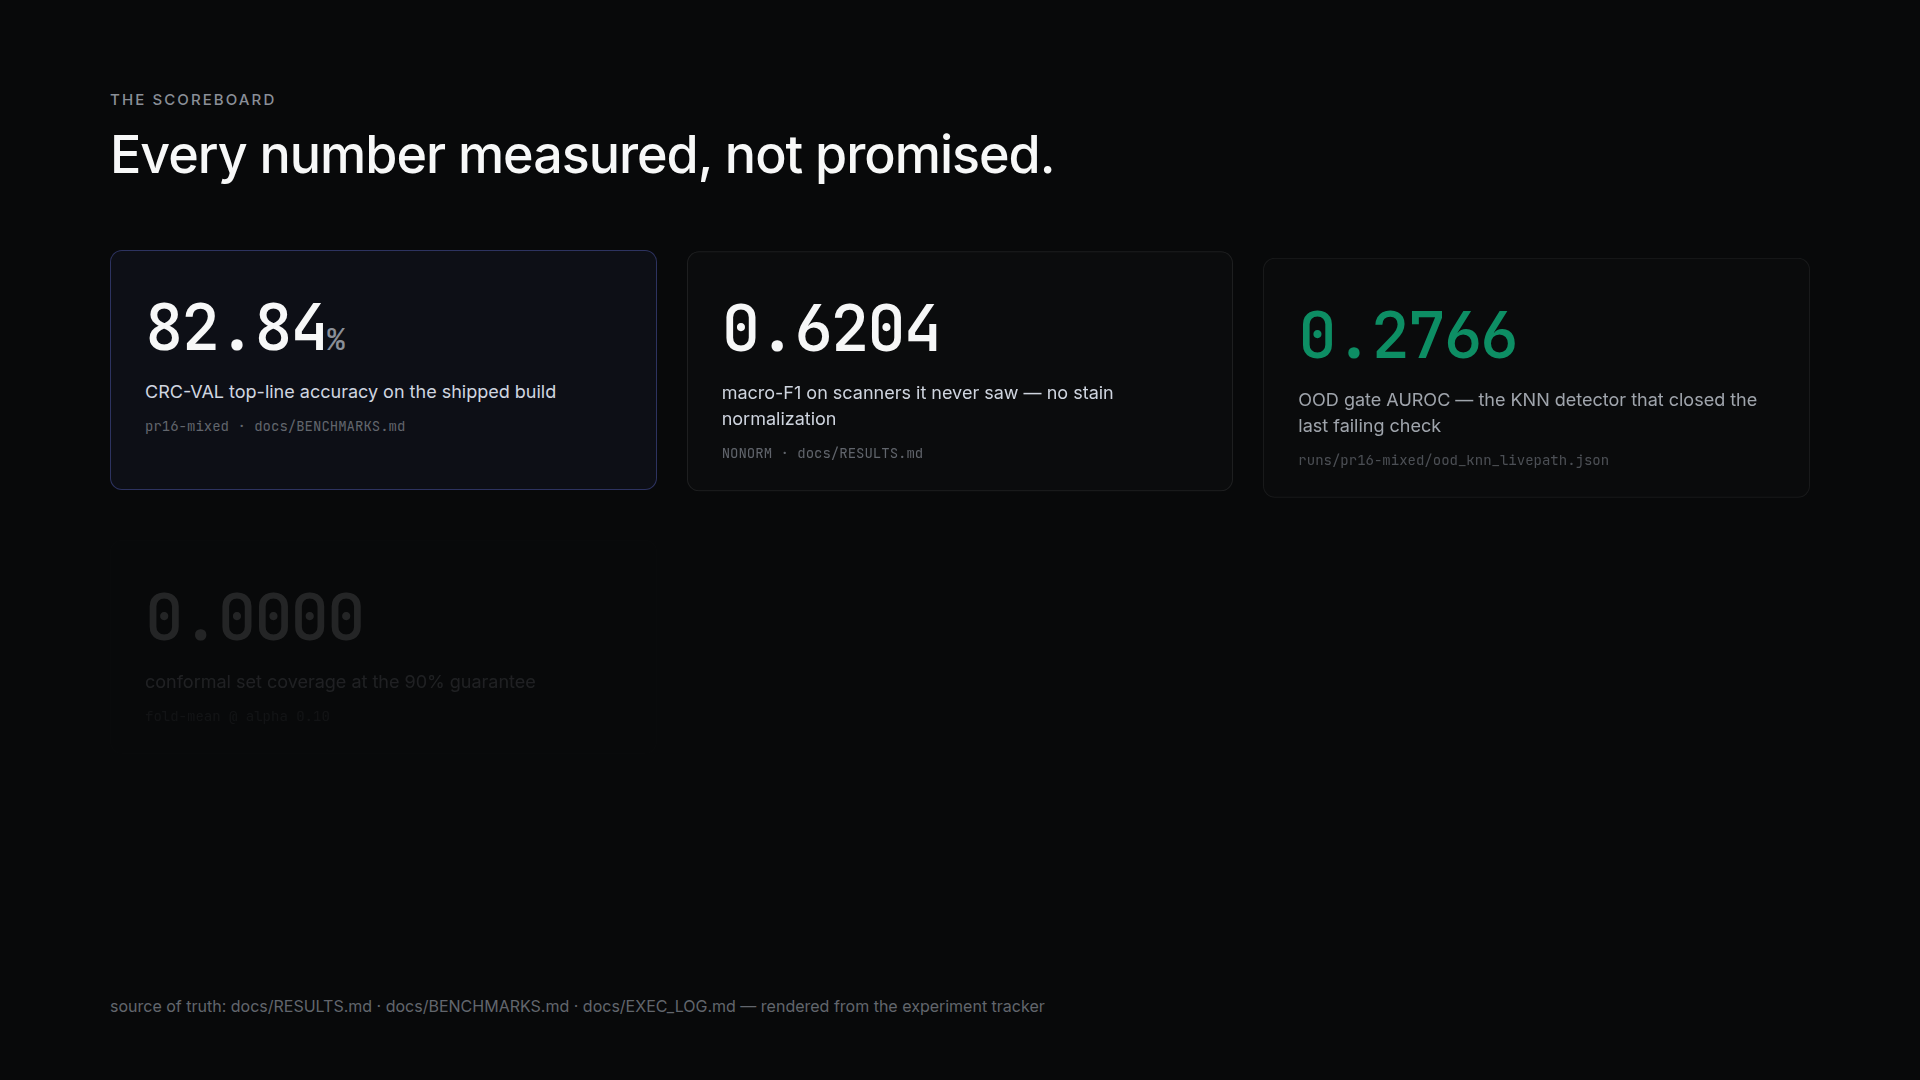 THE SCOREBOARD
Every number measured, not promised.
82.84%
CRC-VAL top-line accuracy on the shipped build
pr16-mixed · docs/BENCHMARKS.md
0.6204
macro-F1 on scanners it never saw — no stain
normalization
NONORM · docs/RESULTS.md
0.2766
OOD gate AUROC — the KNN detector that closed the
last failing check
runs/pr16-mixed/ood_knn_livepath.json
0.0000
conformal set coverage at the 90% guarantee
fold-mean @ alpha 0.10
source of truth: docs/RESULTS.md · docs/BENCHMARKS.md · docs/EXEC_LOG.md — rendered from the experiment tracker